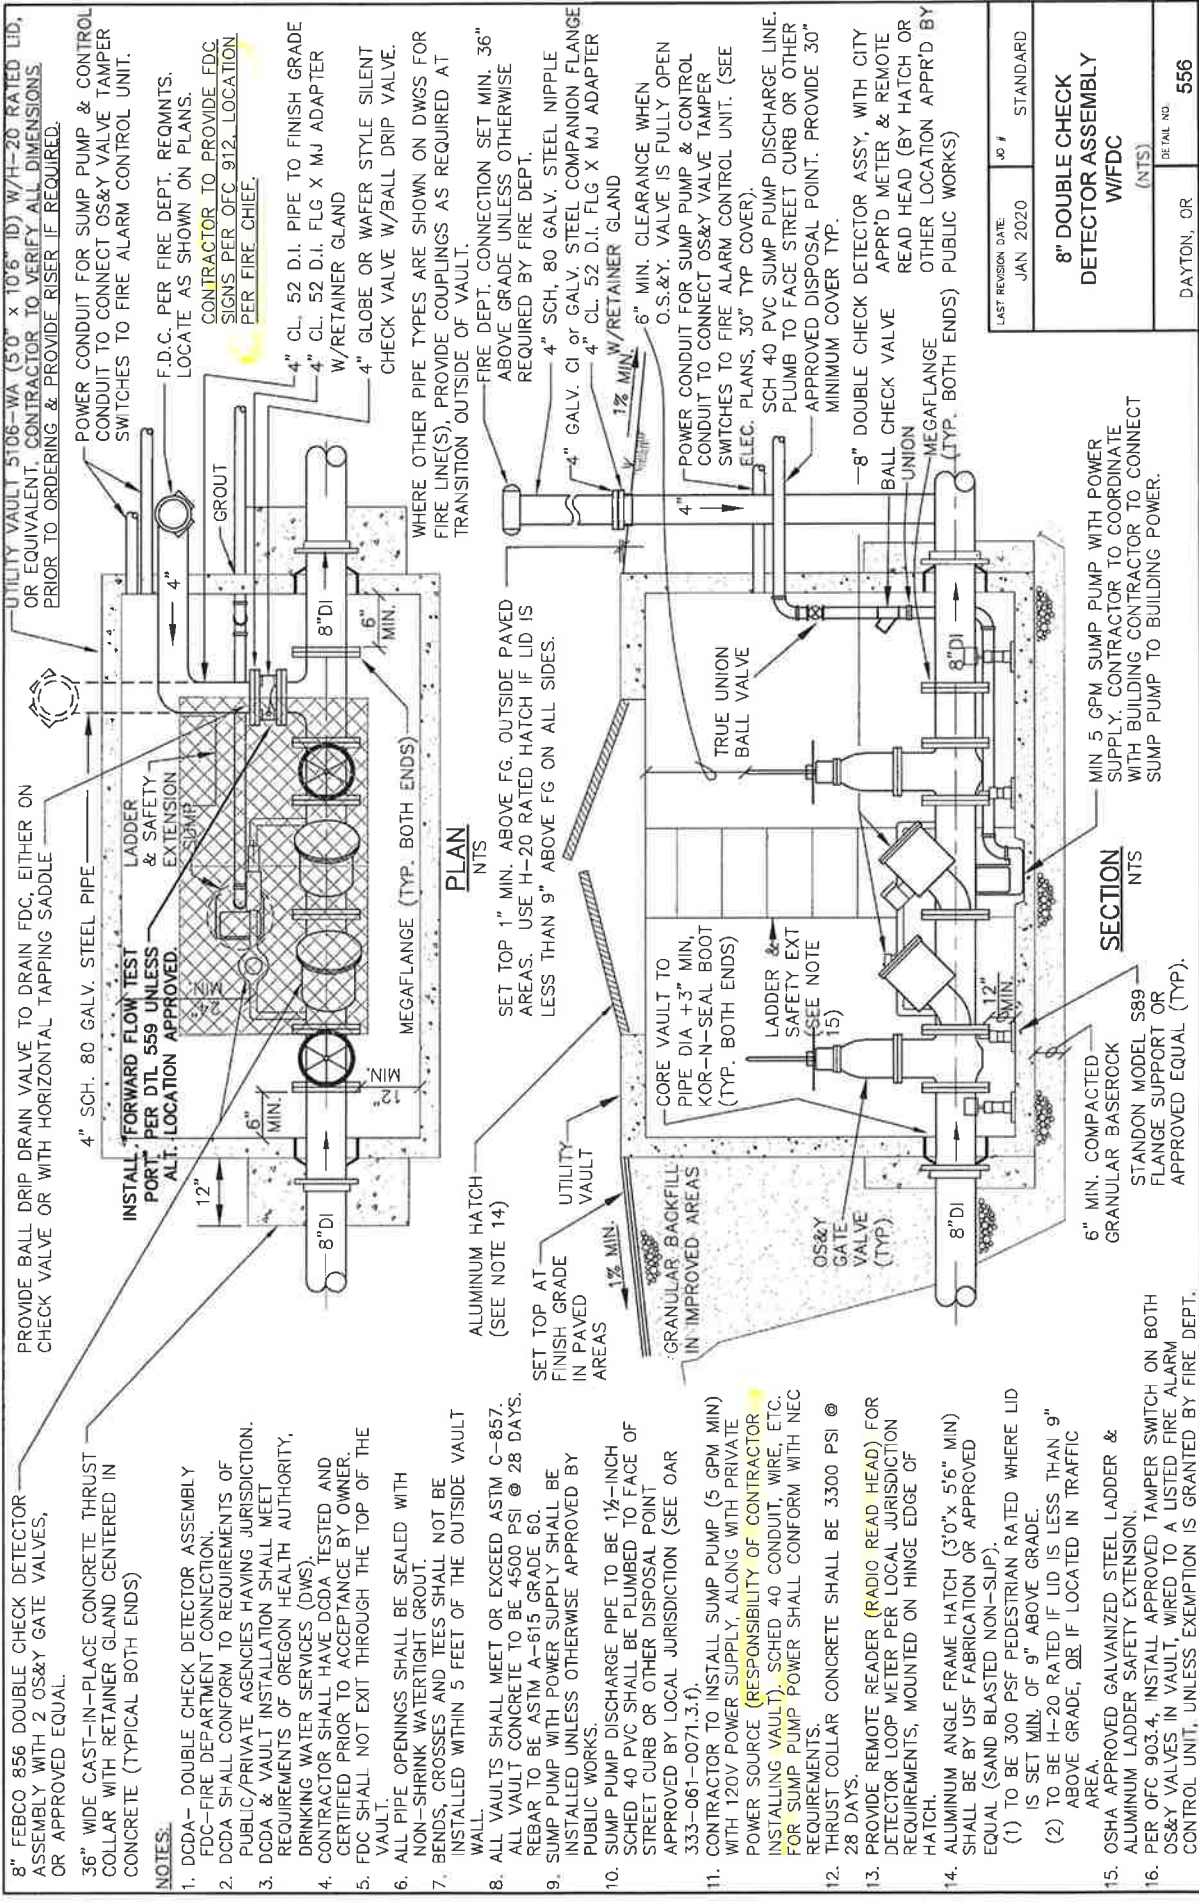 8" FEBCO 856 DOUBLE CHECK DETECTOR
ASSEMBLY WITH 2 OS&Y GATE VALVES,
OR APPROVED EQUAL.
36" WIDE CAST-IN-PLACE CONCRETE THRUST
COLLAR WITH RETAINER GLAND CENTERED IN
CONCRETE (TYPICAL BOTH ENDS)
NOTES:
1. DCDA- DOUBLE CHECK DETECTOR ASSEMBLY
FDC-FIRE DEPARTMENT CONNECTION.
2. DCDA SHALL CONFORM TO REQUIREMENTS OF
PUBLIC/PRIVATE AGENCIES HAVING JURISDICTION.
3. DCDA & VAULT INSTALLATION SHALL MEET
REQUIREMENTS OF OREGON HEALTH AUTHORITY,
DRINKING WATER SERVICES (DWS).
4. CONTRACTOR SHALL HAVE DCDA TESTED AND
CERTIFIED PRIOR TO ACCEPTANCE BY OWNER.
5. FDC SHALL NOT EXIT THROUGH THE TOP OF THE
VAULT.
6. ALL PIPE OPENINGS SHALL BE SEALED WITH
NON-SHRINK WATERTIGHT GROUT.
7. BENDS, CROSSES AND TEES SHALL NOT BE
INSTALLED WITHIN 5 FEET OF THE OUTSIDE VAULT
WALL.
8. ALL VAULTS SHALL MEET OR EXCEED ASTM C-857.
ALL VAULT CONCRETE TO BE 4500 PSI @ 28 DAYS.
REBAR TO BE ASTM A-615 GRADE 60.
9. SUMP PUMP WITH POWER SUPPLY SHALL BE
INSTALLED UNLESS OTHERWISE APPROVED BY
PUBLIC WORKS.
10. SUMP PUMP DISCHARGE PIPE TO BE 1½-INCH
SCHED 40 PVC SHALL BE PLUMBED TO FACE OF
STREET CURB OR OTHER DISPOSAL POINT
APPROVED BY LOCAL JURISDICTION (SEE OAR
333-061-0071.3.f).
11. CONTRACTOR TO INSTALL SUMP PUMP (5 GPM MIN)
WITH 120V POWER SUPPLY, ALONG WITH PRIVATE
POWER SOURCE (RESPONSIBILITY OF CONTRACTOR
INSTALLING VAULT), SCHED 40 CONDUIT, WIRE, ETC.
FOR SUMP PUMP POWER SHALL CONFORM WITH NEC
REQUIREMENTS.
12. THRUST COLLAR CONCRETE SHALL BE 3300 PSI @
28 DAYS.
13. PROVIDE REMOTE READER (RADIO READ HEAD) FOR
DETECTOR LOOP METER PER LOCAL JURISDICTION
REQUIREMENTS, MOUNTED ON HINGE EDGE OF
HATCH.
14. ALUMINUM ANGLE FRAME HATCH (3'0"x 5'6" MIN)
SHALL BE BY USF FABRICATION OR APPROVED
EQUAL (SAND BLASTED NON-SLIP).
(1) TO BE 300 PSF PEDESTRIAN RATED WHERE LID
IS SET MIN. OF 9" ABOVE GRADE.
(2) TO BE H-20 RATED IF LID IS LESS THAN 9"
ABOVE GRADE, OR IF LOCATED IN TRAFFIC
AREA.
15. OSHA APPROVED GALVANIZED STEEL LADDER &
ALUMINUM LADDER SAFETY EXTENSION.
16. PER OFC 903.4, INSTALL APPROVED TAMPER SWITCH ON BOTH
OS&Y VALVES IN VAULT, WIRED TO A LISTED FIRE ALARM
CONTROL UNIT, UNLESS EXEMPTION IS GRANTED BY FIRE DEPT.
PROVIDE BALL DRIP DRAIN VALVE TO DRAIN FDC, EITHER ON
CHECK VALVE OR WITH HORIZONTAL TAPPING SADDLE
4" SCH. 80 GALV. STEEL PIPE
INSTALL "FORWARD FLOW TEST
PORT" PER DTL 559 UNLESS
ALT. LOCATION APPROVED.
LADDER
& SAFETY
EXTENSION
SUMP
24"
MIN.
12"
6"
MIN.
12"
MIN.
8"DI
8"DI
6"
MIN.
4"
GROUT
MEGAFLANGE (TYP. BOTH ENDS)
PLAN
NTS
UTILITY VAULT 5106-WA (5'0" x 10'6" ID) W/H-20 RATED LID,
OR EQUIVALENT. CONTRACTOR TO VERIFY ALL DIMENSIONS
PRIOR TO ORDERING & PROVIDE RISER IF REQUIRED.
POWER CONDUIT FOR SUMP PUMP & CONTROL
CONDUIT TO CONNECT OS&Y VALVE TAMPER
SWITCHES TO FIRE ALARM CONTROL UNIT.
F.D.C. PER FIRE DEPT. REQMNTS.
LOCATE AS SHOWN ON PLANS.
CONTRACTOR TO PROVIDE FDC
SIGNS PER OFC 912, LOCATION
PER FIRE CHIEF.
4" CL. 52 D.I. PIPE TO FINISH GRADE
4" CL. 52 D.I. FLG X MJ ADAPTER
W/RETAINER GLAND
4" GLOBE OR WAFER STYLE SILENT
CHECK VALVE W/BALL DRIP VALVE.
WHERE OTHER PIPE TYPES ARE SHOWN ON DWGS FOR
FIRE LINE(S), PROVIDE COUPLINGS AS REQUIRED AT
TRANSITION OUTSIDE OF VAULT.
ALUMINUM HATCH
(SEE NOTE 14)
SET TOP 1" MIN. ABOVE FG. OUTSIDE PAVED
AREAS. USE H-20 RATED HATCH IF LID IS
LESS THAN 9" ABOVE FG ON ALL SIDES.
SET TOP AT
FINISH GRADE
IN PAVED
AREAS
UTILITY
VAULT
1% MIN.
GRANULAR BACKFILL
IN IMPROVED AREAS
CORE VAULT TO
PIPE DIA +3" MIN,
KOR-N-SEAL BOOT
(TYP. BOTH ENDS)
LADDER &
SAFETY EXT
(SEE NOTE
15)
OS&Y
GATE
VALVE
(TYP)
TRUE UNION
BALL VALVE
8"DI
8"DI
12"
MIN.
4"
1% MIN.
FIRE DEPT. CONNECTION SET MIN. 36"
ABOVE GRADE UNLESS OTHERWISE
REQUIRED BY FIRE DEPT.
4" SCH, 80 GALV. STEEL NIPPLE
4" GALV. CI or GALV. STEEL COMPANION FLANGE
4" CL. 52 D.I. FLG X MJ ADAPTER
W/RETAINER GLAND
6" MIN. CLEARANCE WHEN
O.S.&Y. VALVE IS FULLY OPEN
POWER CONDUIT FOR SUMP PUMP & CONTROL
CONDUIT TO CONNECT OS&Y VALVE TAMPER
SWITCHES TO FIRE ALARM CONTROL UNIT. (SEE
ELEC. PLANS, 30" TYP COVER).
SCH 40 PVC SUMP PUMP DISCHARGE LINE.
PLUMB TO FACE STREET CURB OR OTHER
APPROVED DISPOSAL POINT. PROVIDE 30"
MINIMUM COVER TYP.
8" DOUBLE CHECK DETECTOR ASSY, WITH CITY
APPR'D METER & REMOTE
READ HEAD (BY HATCH OR
OTHER LOCATION APPR'D BY
PUBLIC WORKS)
BALL CHECK VALVE
UNION
MEGAFLANGE
(TYP. BOTH ENDS)
6" MIN. COMPACTED
GRANULAR BASEROCK
STANDON MODEL S89
FLANGE SUPPORT OR
APPROVED EQUAL (TYP).
SECTION
NTS
MIN 5 GPM SUMP PUMP WITH POWER
SUPPLY. CONTRACTOR TO COORDINATE
WITH BUILDING CONTRACTOR TO CONNECT
SUMP PUMP TO BUILDING POWER.
LAST REVISION DATE:
JAN 2020
JO #
STANDARD
8" DOUBLE CHECK
DETECTOR ASSEMBLY
W/FDC
(NTS)
DAYTON, OR
DETAIL NO.
556